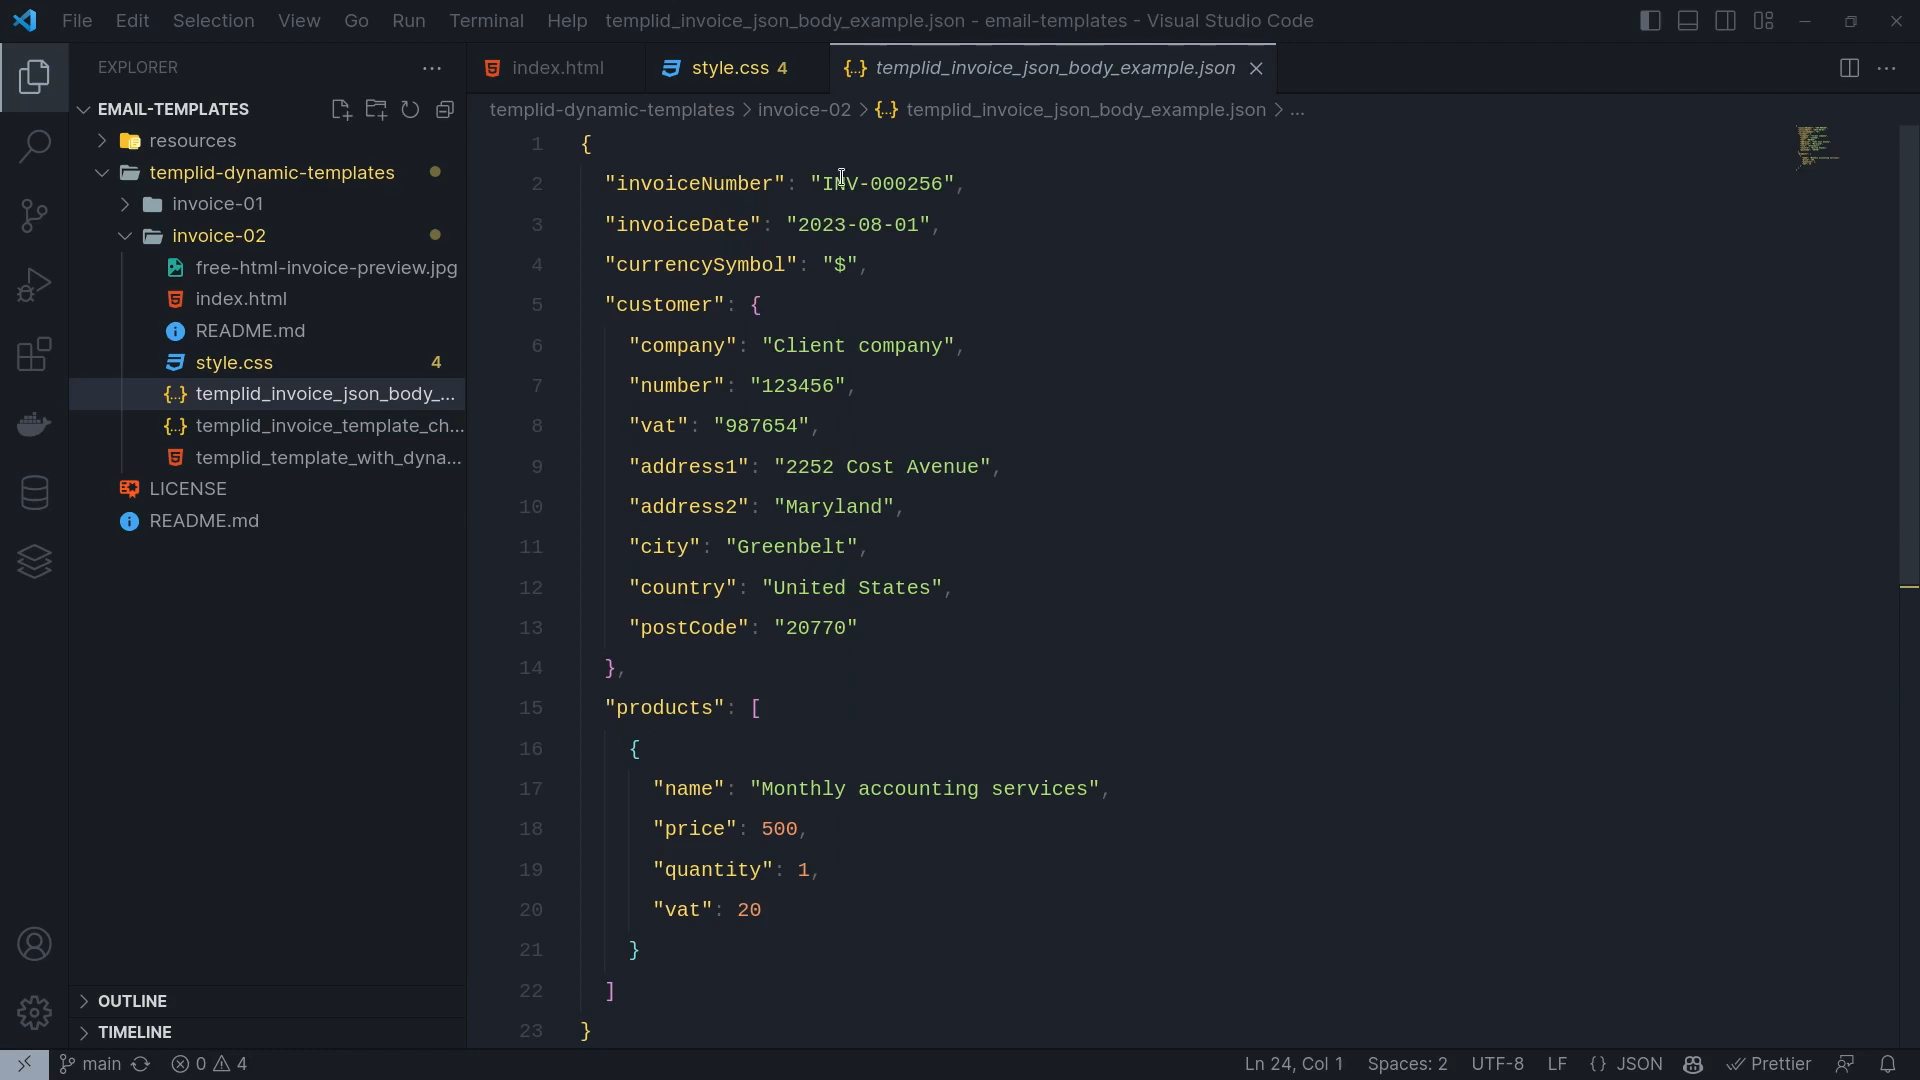 File Edit Selection View Go Run Terminal Help templid_invoice_json_body_example.json - email-templates - Visual Studio Code
EXPLORER
EMAIL-TEMPLATES
resources
templid-dynamic-templates
invoice-01
invoice-02
free-html-invoice-preview.jpg
index.html
README.md
style.css 4
templid_invoice_json_body_...
templid_invoice_template_ch...
templid_template_with_dyna...
LICENSE
README.md
OUTLINE
TIMELINE
index.html style.css 4 {..} templid_invoice_json_body_example.json
templid-dynamic-templates > invoice-02 > {..} templid_invoice_json_body_example.json > ...
1 {
2 "invoiceNumber": "INV-000256",
3 "invoiceDate": "2023-08-01",
4 "currencySymbol": "$",
5 "customer": {
6 "company": "Client company",
7 "number": "123456",
8 "vat": "987654",
9 "address1": "2252 Cost Avenue",
10 "address2": "Maryland",
11 "city": "Greenbelt",
12 "country": "United States",
13 "postCode": "20770"
14 },
15 "products": [
16 {
17 "name": "Monthly accounting services",
18 "price": 500,
19 "quantity": 1,
20 "vat": 20
21 }
22 ]
23 }
main 0 4 Ln 24, Col 1 Spaces: 2 UTF-8 LF {} JSON Prettier